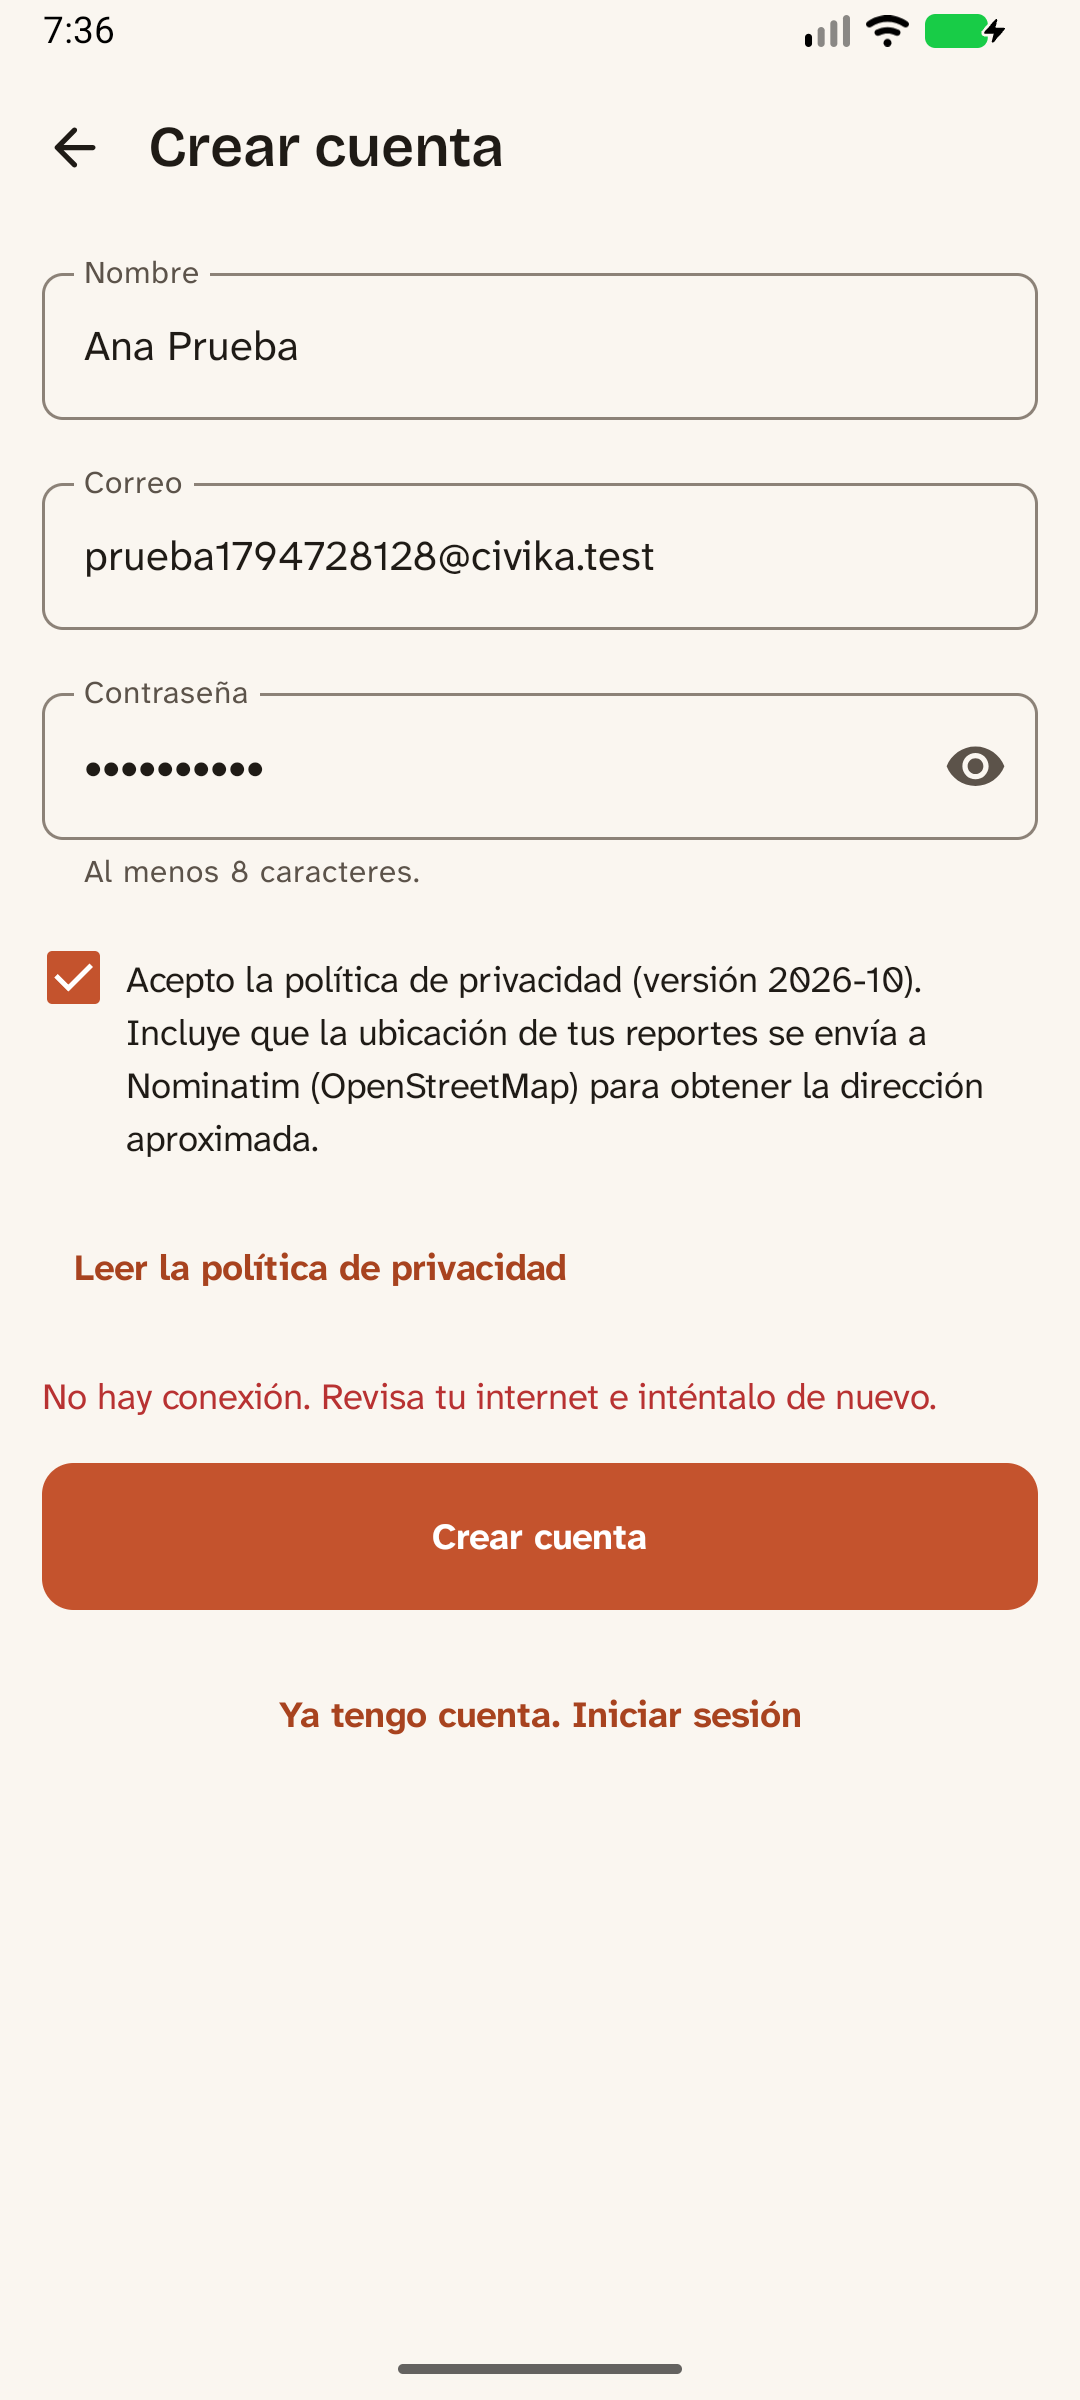 7:36
Crear cuenta
Nombre
Ana Prueba
Correo
prueba1794728128@civika.test
Contraseña
••••••••••
Al menos 8 caracteres.
Acepto la política de privacidad (versión 2026-10).
Incluye que la ubicación de tus reportes se envía a
Nominatim (OpenStreetMap) para obtener la dirección
aproximada.
Leer la política de privacidad
No hay conexión. Revisa tu internet e inténtalo de nuevo.
Crear cuenta
Ya tengo cuenta. Iniciar sesión